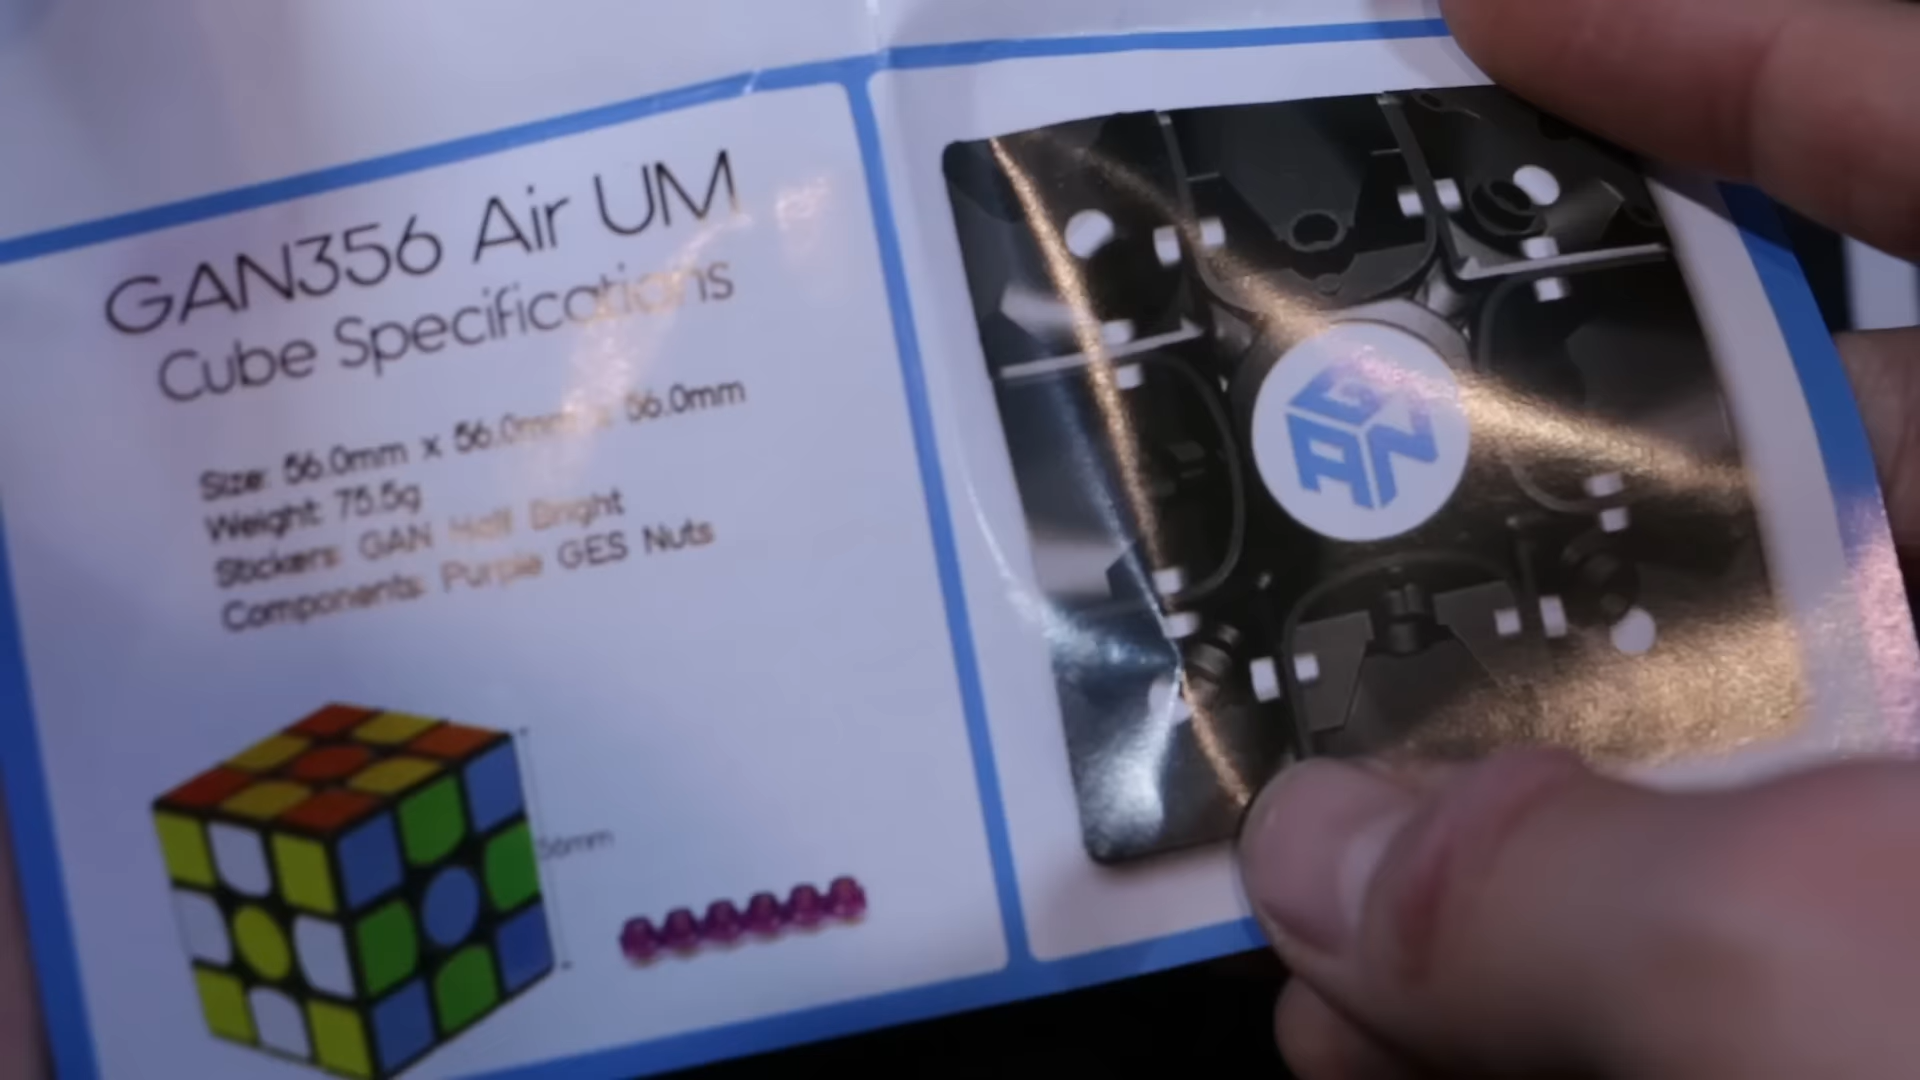 GAN356 Air UM
Cube Specifications
Size: 56.0mm x 56.0mm x 56.0mm
Weight: 75.5g
Stickers: GAN Half Bright
Components: Purple GES Nuts
56mm
GAN